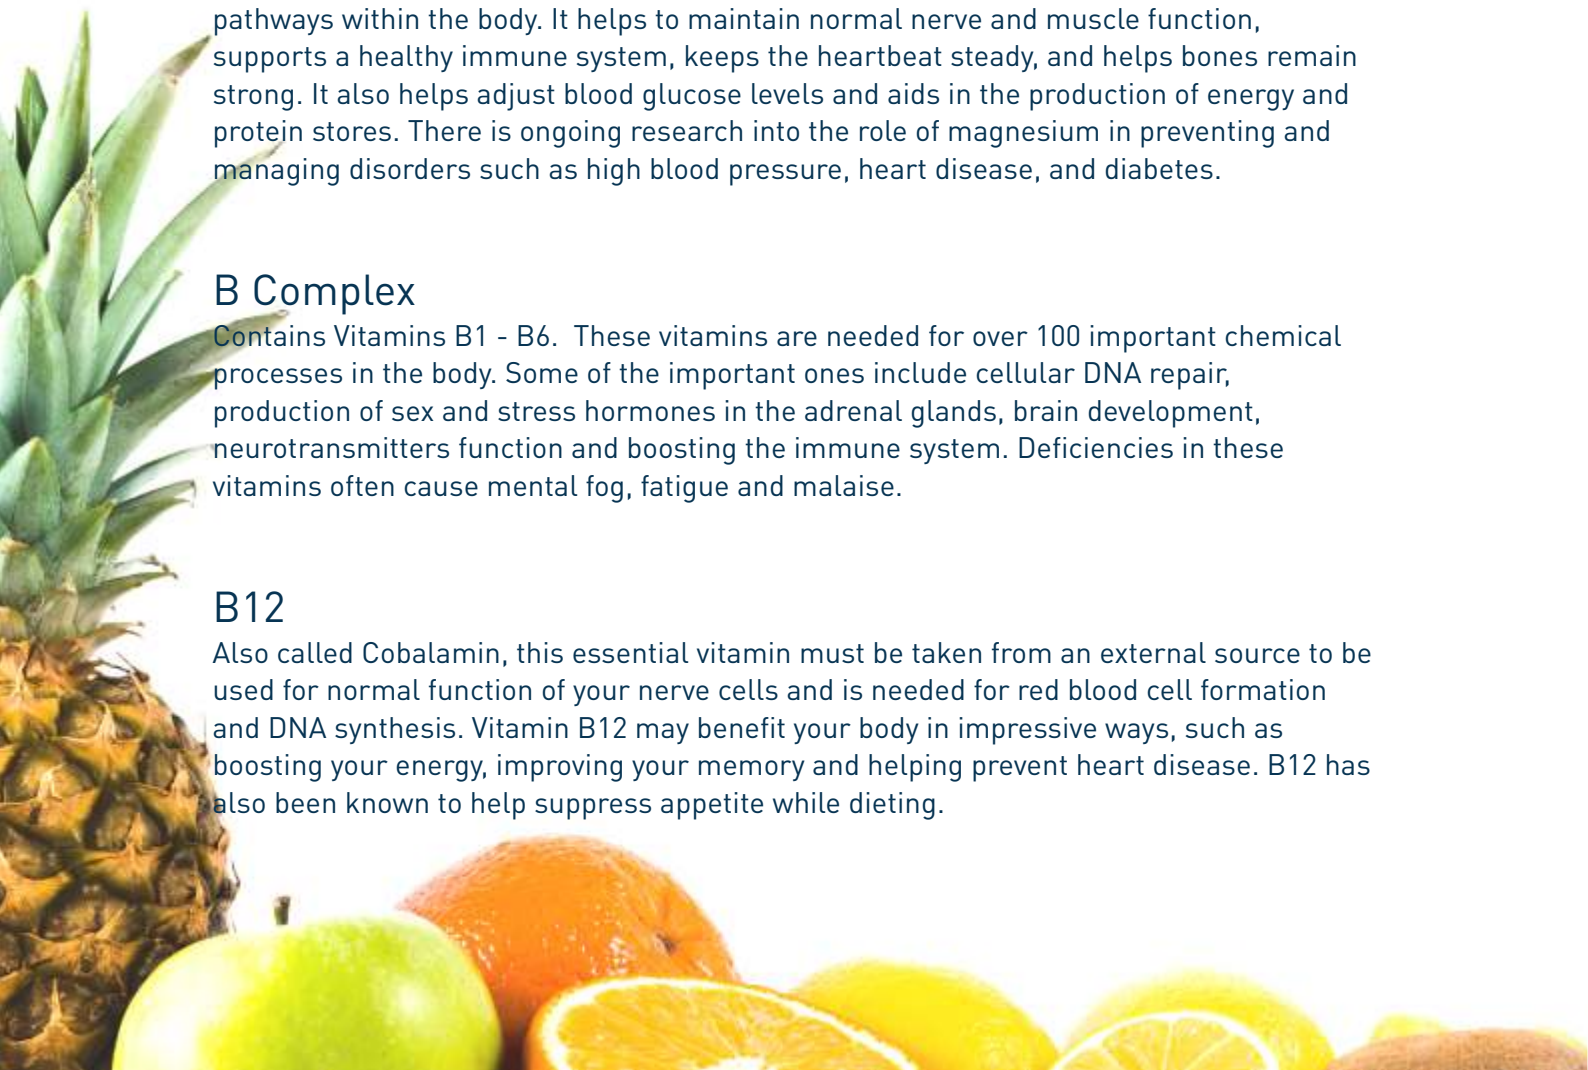 pathways within the body. It helps to maintain normal nerve and muscle function,
supports a healthy immune system, keeps the heartbeat steady, and helps bones remain
strong. It also helps adjust blood glucose levels and aids in the production of energy and
protein stores. There is ongoing research into the role of magnesium in preventing and
managing disorders such as high blood pressure, heart disease, and diabetes.
B Complex
Contains Vitamins B1 - B6.  These vitamins are needed for over 100 important chemical
processes in the body. Some of the important ones include cellular DNA repair,
production of sex and stress hormones in the adrenal glands, brain development,
neurotransmitters function and boosting the immune system. Deficiencies in these
vitamins often cause mental fog, fatigue and malaise.
B12
Also called Cobalamin, this essential vitamin must be taken from an external source to be
used for normal function of your nerve cells and is needed for red blood cell formation
and DNA synthesis. Vitamin B12 may benefit your body in impressive ways, such as
boosting your energy, improving your memory and helping prevent heart disease. B12 has
also been known to help suppress appetite while dieting.